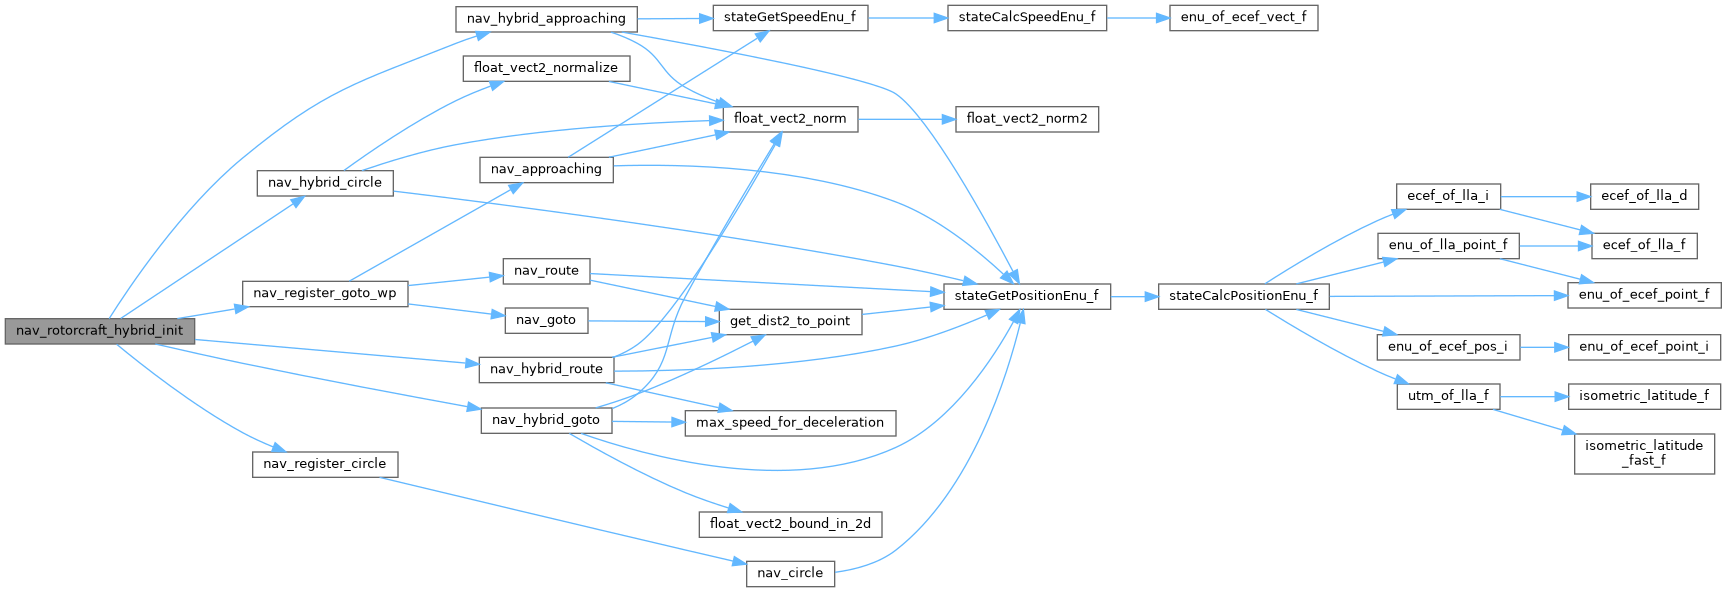 nav_hybrid_approaching
stateGetSpeedEnu_f
stateCalcSpeedEnu_f
enu_of_ecef_vect_f
float_vect2_normalize
float_vect2_norm
float_vect2_norm2
nav_approaching
nav_hybrid_circle
ecef_of_lla_i
ecef_of_lla_d
enu_of_lla_point_f
ecef_of_lla_f
nav_route
nav_register_goto_wp
stateGetPositionEnu_f
stateCalcPositionEnu_f
enu_of_ecef_point_f
nav_goto
get_dist2_to_point
nav_rotorcraft_hybrid_init
enu_of_ecef_pos_i
enu_of_ecef_point_i
nav_hybrid_route
utm_of_lla_f
isometric_latitude_f
nav_hybrid_goto
max_speed_for_deceleration
isometric_latitude
_fast_f
nav_register_circle
float_vect2_bound_in_2d
nav_circle